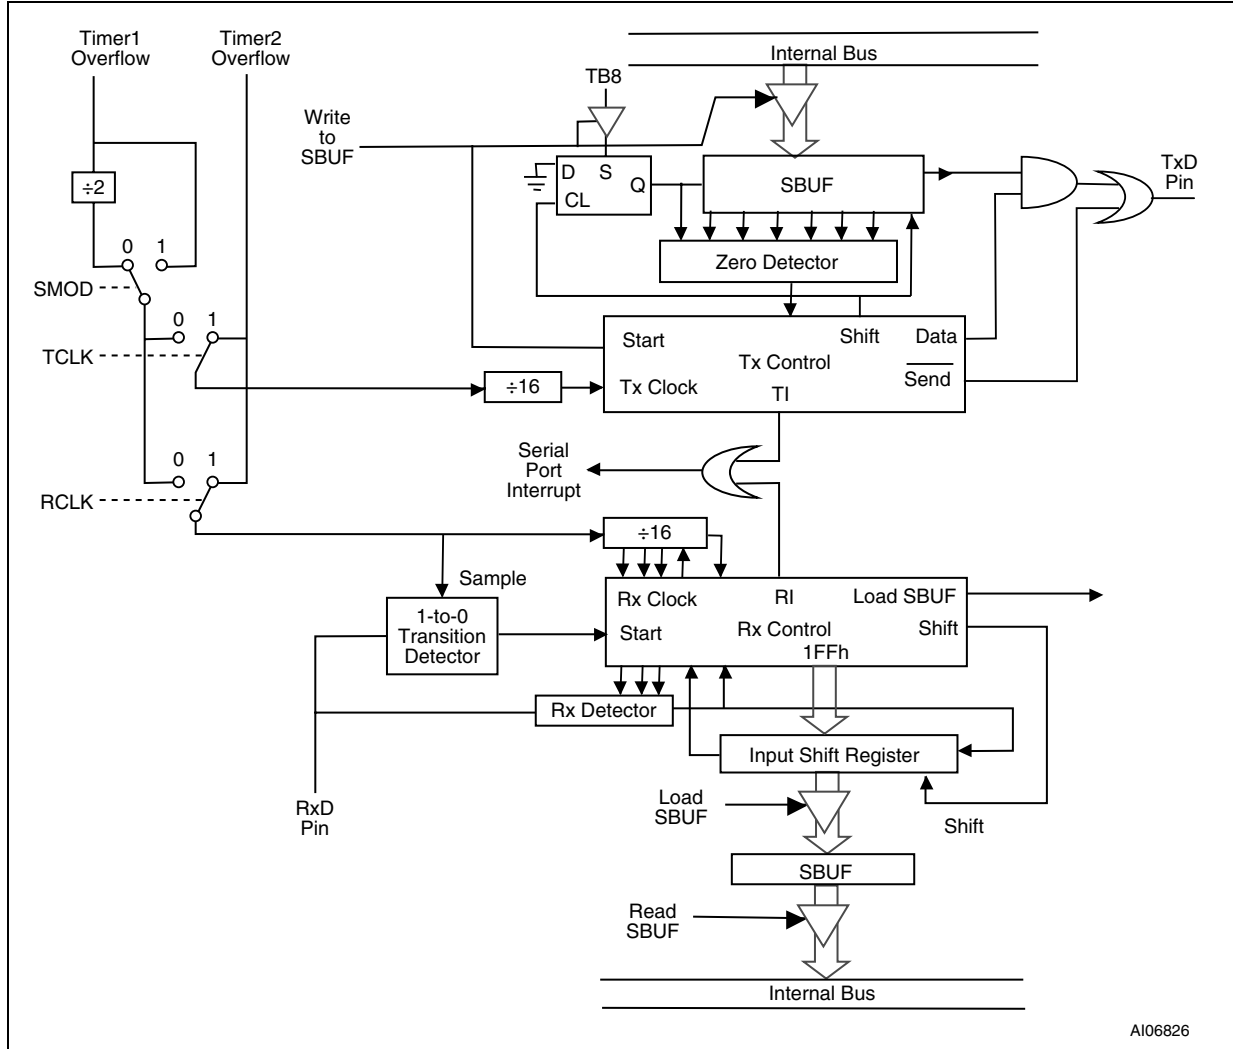 Timer1
Overflow
Timer2
Overflow
Internal Bus
TB8
Write
to
SBUF
TxD
Pin
÷2
D S
Q
CL
SBUF
0 1
Zero Detector
SMOD
0 1
TCLK
Start
Shift
Data
Tx Control
Send
Tx Clock
TI
÷16
Serial
Port
Interrupt
0 1
RCLK
÷16
Sample
Rx Clock
RI
Load SBUF
1-to-0
Transition
Detector
Start
Rx Control
Shift
1FFh
Rx Detector
Input Shift Register
RxD
Pin
Load
SBUF
Shift
SBUF
Read
SBUF
Internal Bus
AI06826